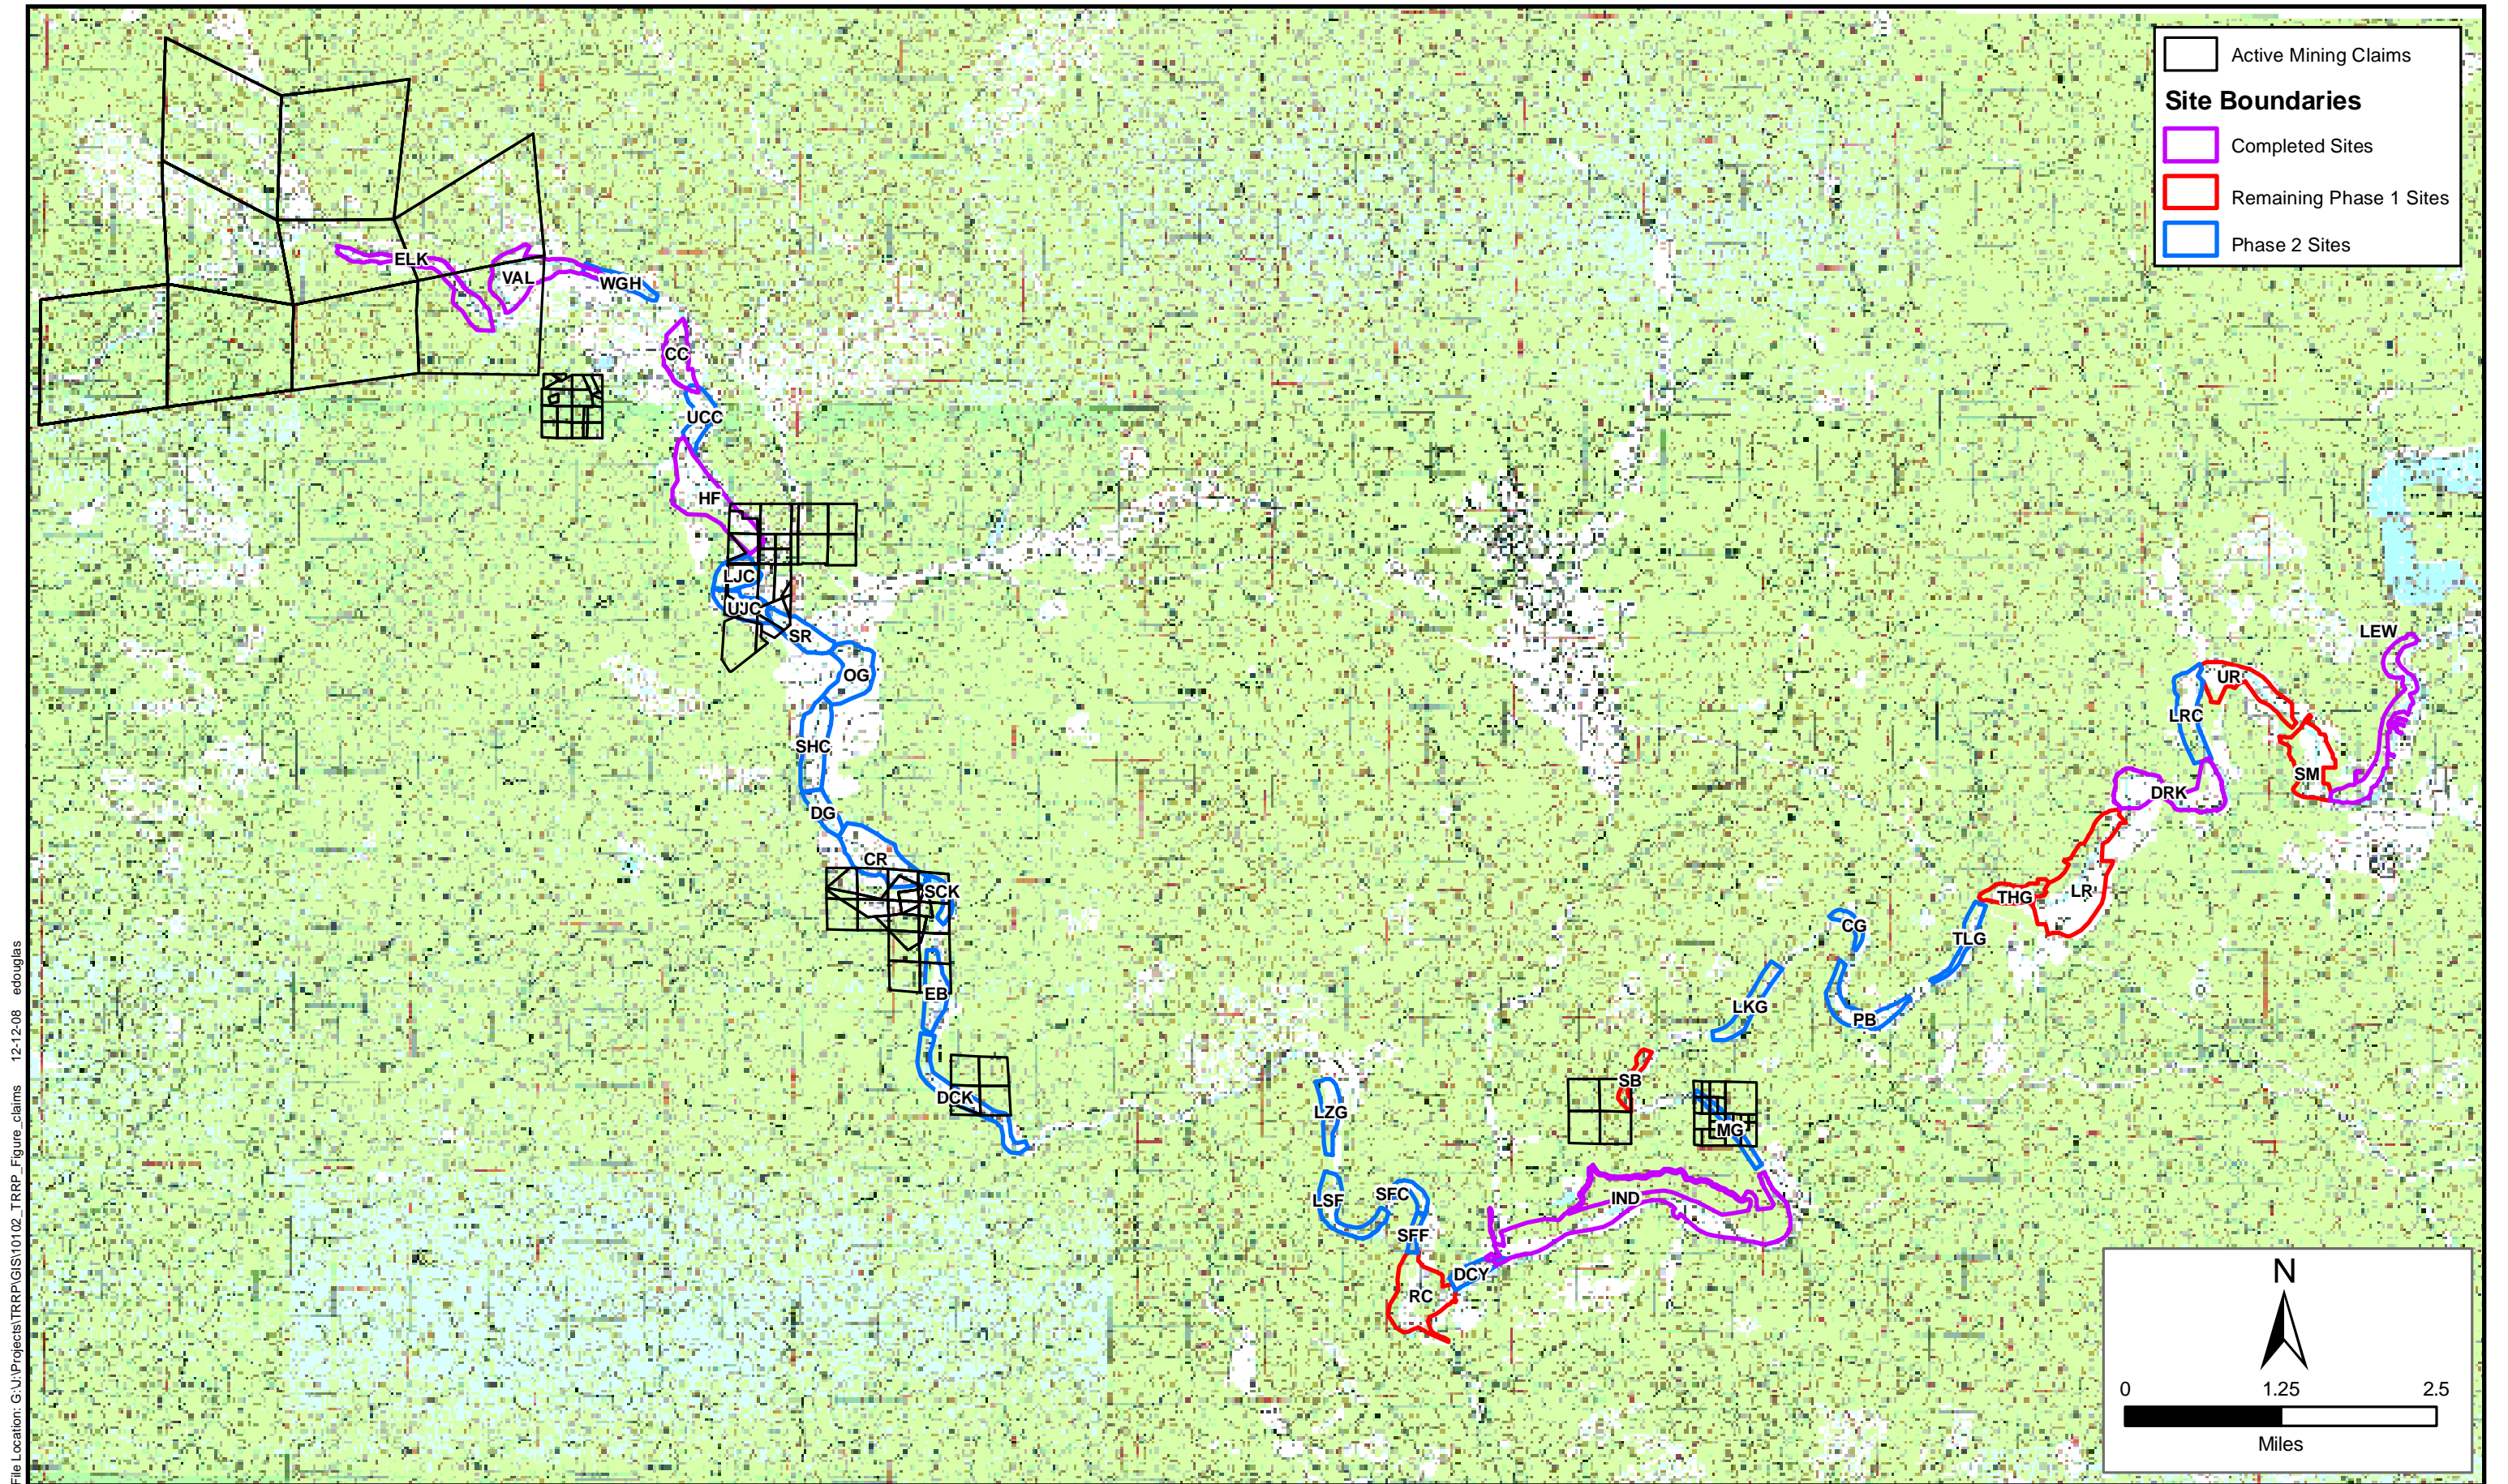 Active Mining Claims
Site Boundaries
Completed Sites
Remaining Phase 1 Sites
Phase 2 Sites
ELK
VAL
WGH
CC
UCC
HF
LJC
UJC
SR
OG
SHC
DG
CR
SCK
EB
DCK
LZG
LSF
SFC
SFF
RC
DCY
IND
SB
MG
LKG
CG
PB
TLG
THG
LR
DRK
LRC
UR
SM
LEW
N
0 1.25 2.5
Miles
File Location: G:\J:\Projects\TRRP\GIS\10102_TRRP_Figure_claims 12-12-08 edouglas